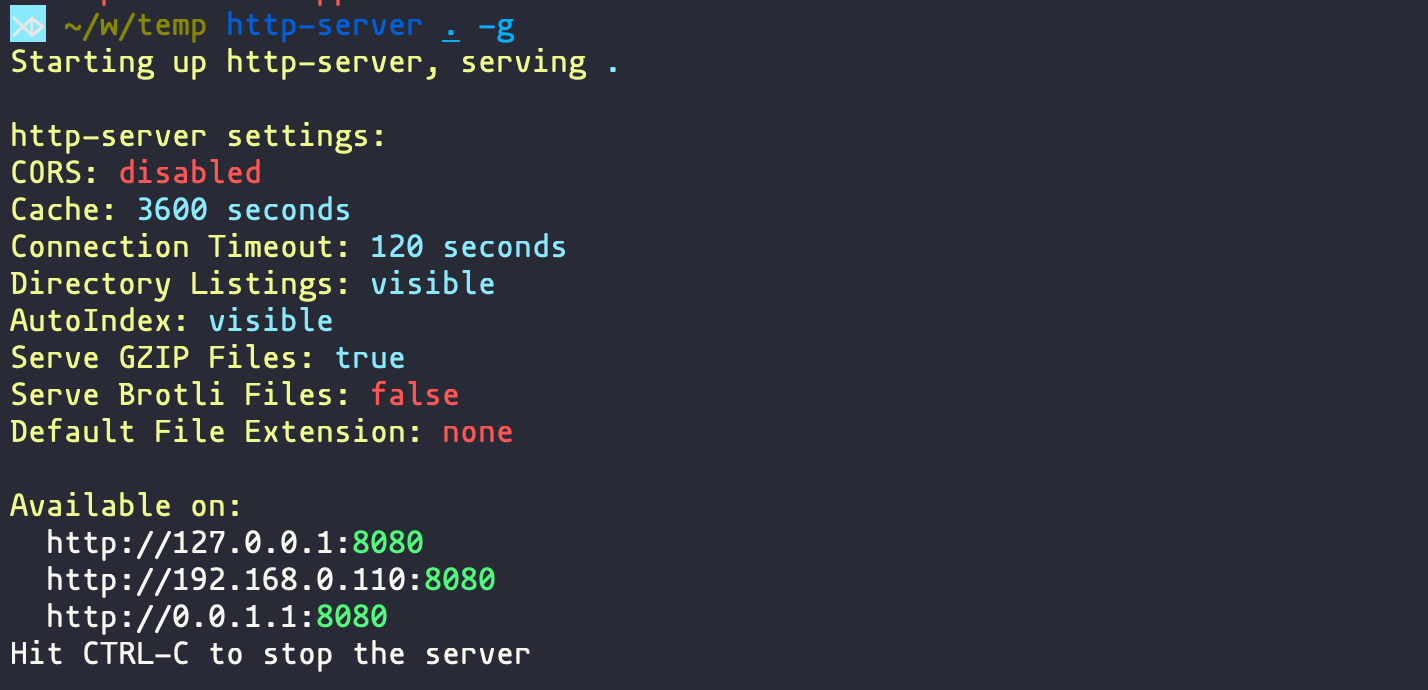 ~/w/temp http-server . -g
Starting up http-server, serving .
http-server settings:
CORS: disabled
Cache: 3600 seconds
Connection Timeout: 120 seconds
Directory Listings: visible
AutoIndex: visible
Serve GZIP Files: true
Serve Brotli Files: false
Default File Extension: none
Available on:
http://127.0.0.1:8080
http://192.168.0.110:8080
http://0.0.1.1:8080
Hit CTRL-C to stop the server